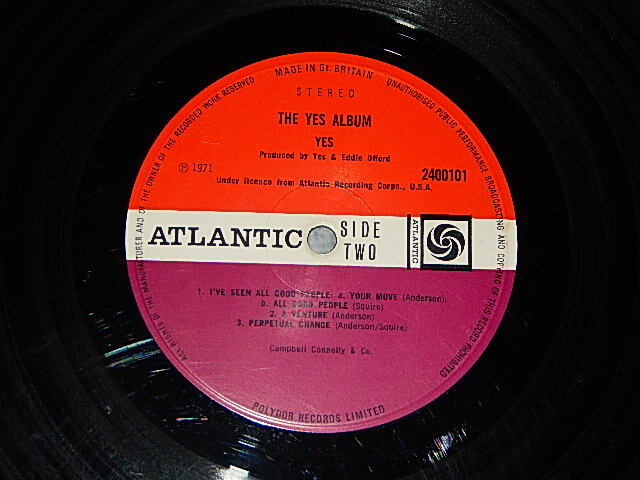 MADE IN Gt. BRITAIN
STEREO
THE YES ALBUM
YES
Produced by Yes & Eddie Offord
℗ 1971
2400101
Under licence from Atlantic Recording Corpn., U.S.A.
ATLANTIC
SIDE
TWO
ATLANTIC
1. I'VE SEEN ALL GOOD PEOPLE: a. YOUR MOVE (Anderson);
b. ALL GOOD PEOPLE (Squire)
2. A VENTURE (Anderson)
3. PERPETUAL CHANGE (Anderson/Squire)
Campbell Connelly & Co.
POLYDOR RECORDS LIMITED
ALL RIGHTS OF THE MANUFACTURER AND OF THE OWNER OF THE RECORDED WORK RESERVED
UNAUTHORISED PUBLIC PERFORMANCE BROADCASTING AND COPYING OF THIS RECORD PROHIBITED